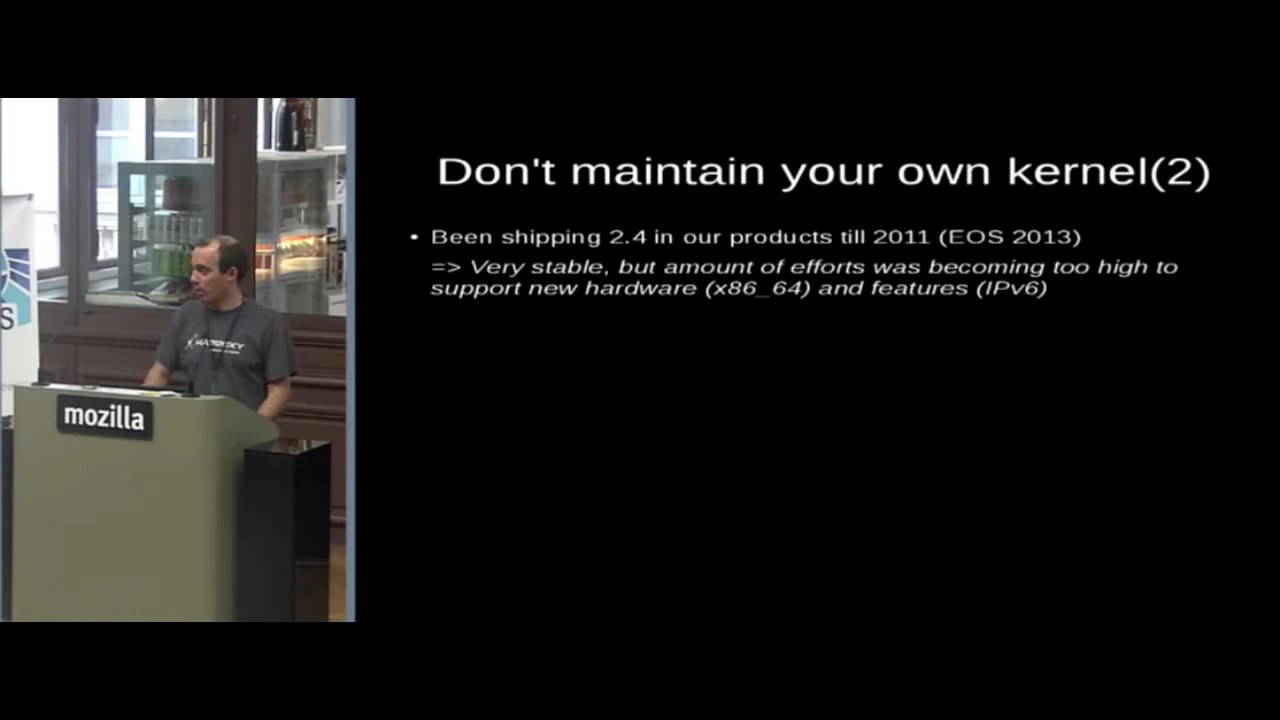 Don't maintain your own kernel(2)
• Been shipping 2.4 in our products till 2011 (EOS 2013)
=> Very stable, but amount of efforts was becoming too high to
support new hardware (x86_64) and features (IPv6)
S
mozilla